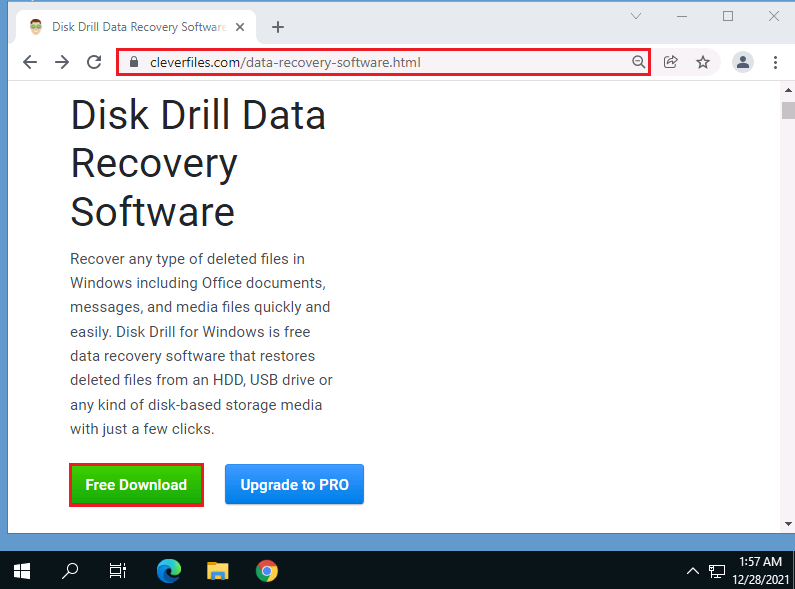 Disk Drill Data Recovery Software
cleverfiles.com/data-recovery-software.html
Disk Drill Data
Recovery
Software
Recover any type of deleted files in
Windows including Office documents,
messages, and media files quickly and
easily. Disk Drill for Windows is free
data recovery software that restores
deleted files from an HDD, USB drive or
any kind of disk-based storage media
with just a few clicks.
Free Download
Upgrade to PRO
1:57 AM
12/28/2021